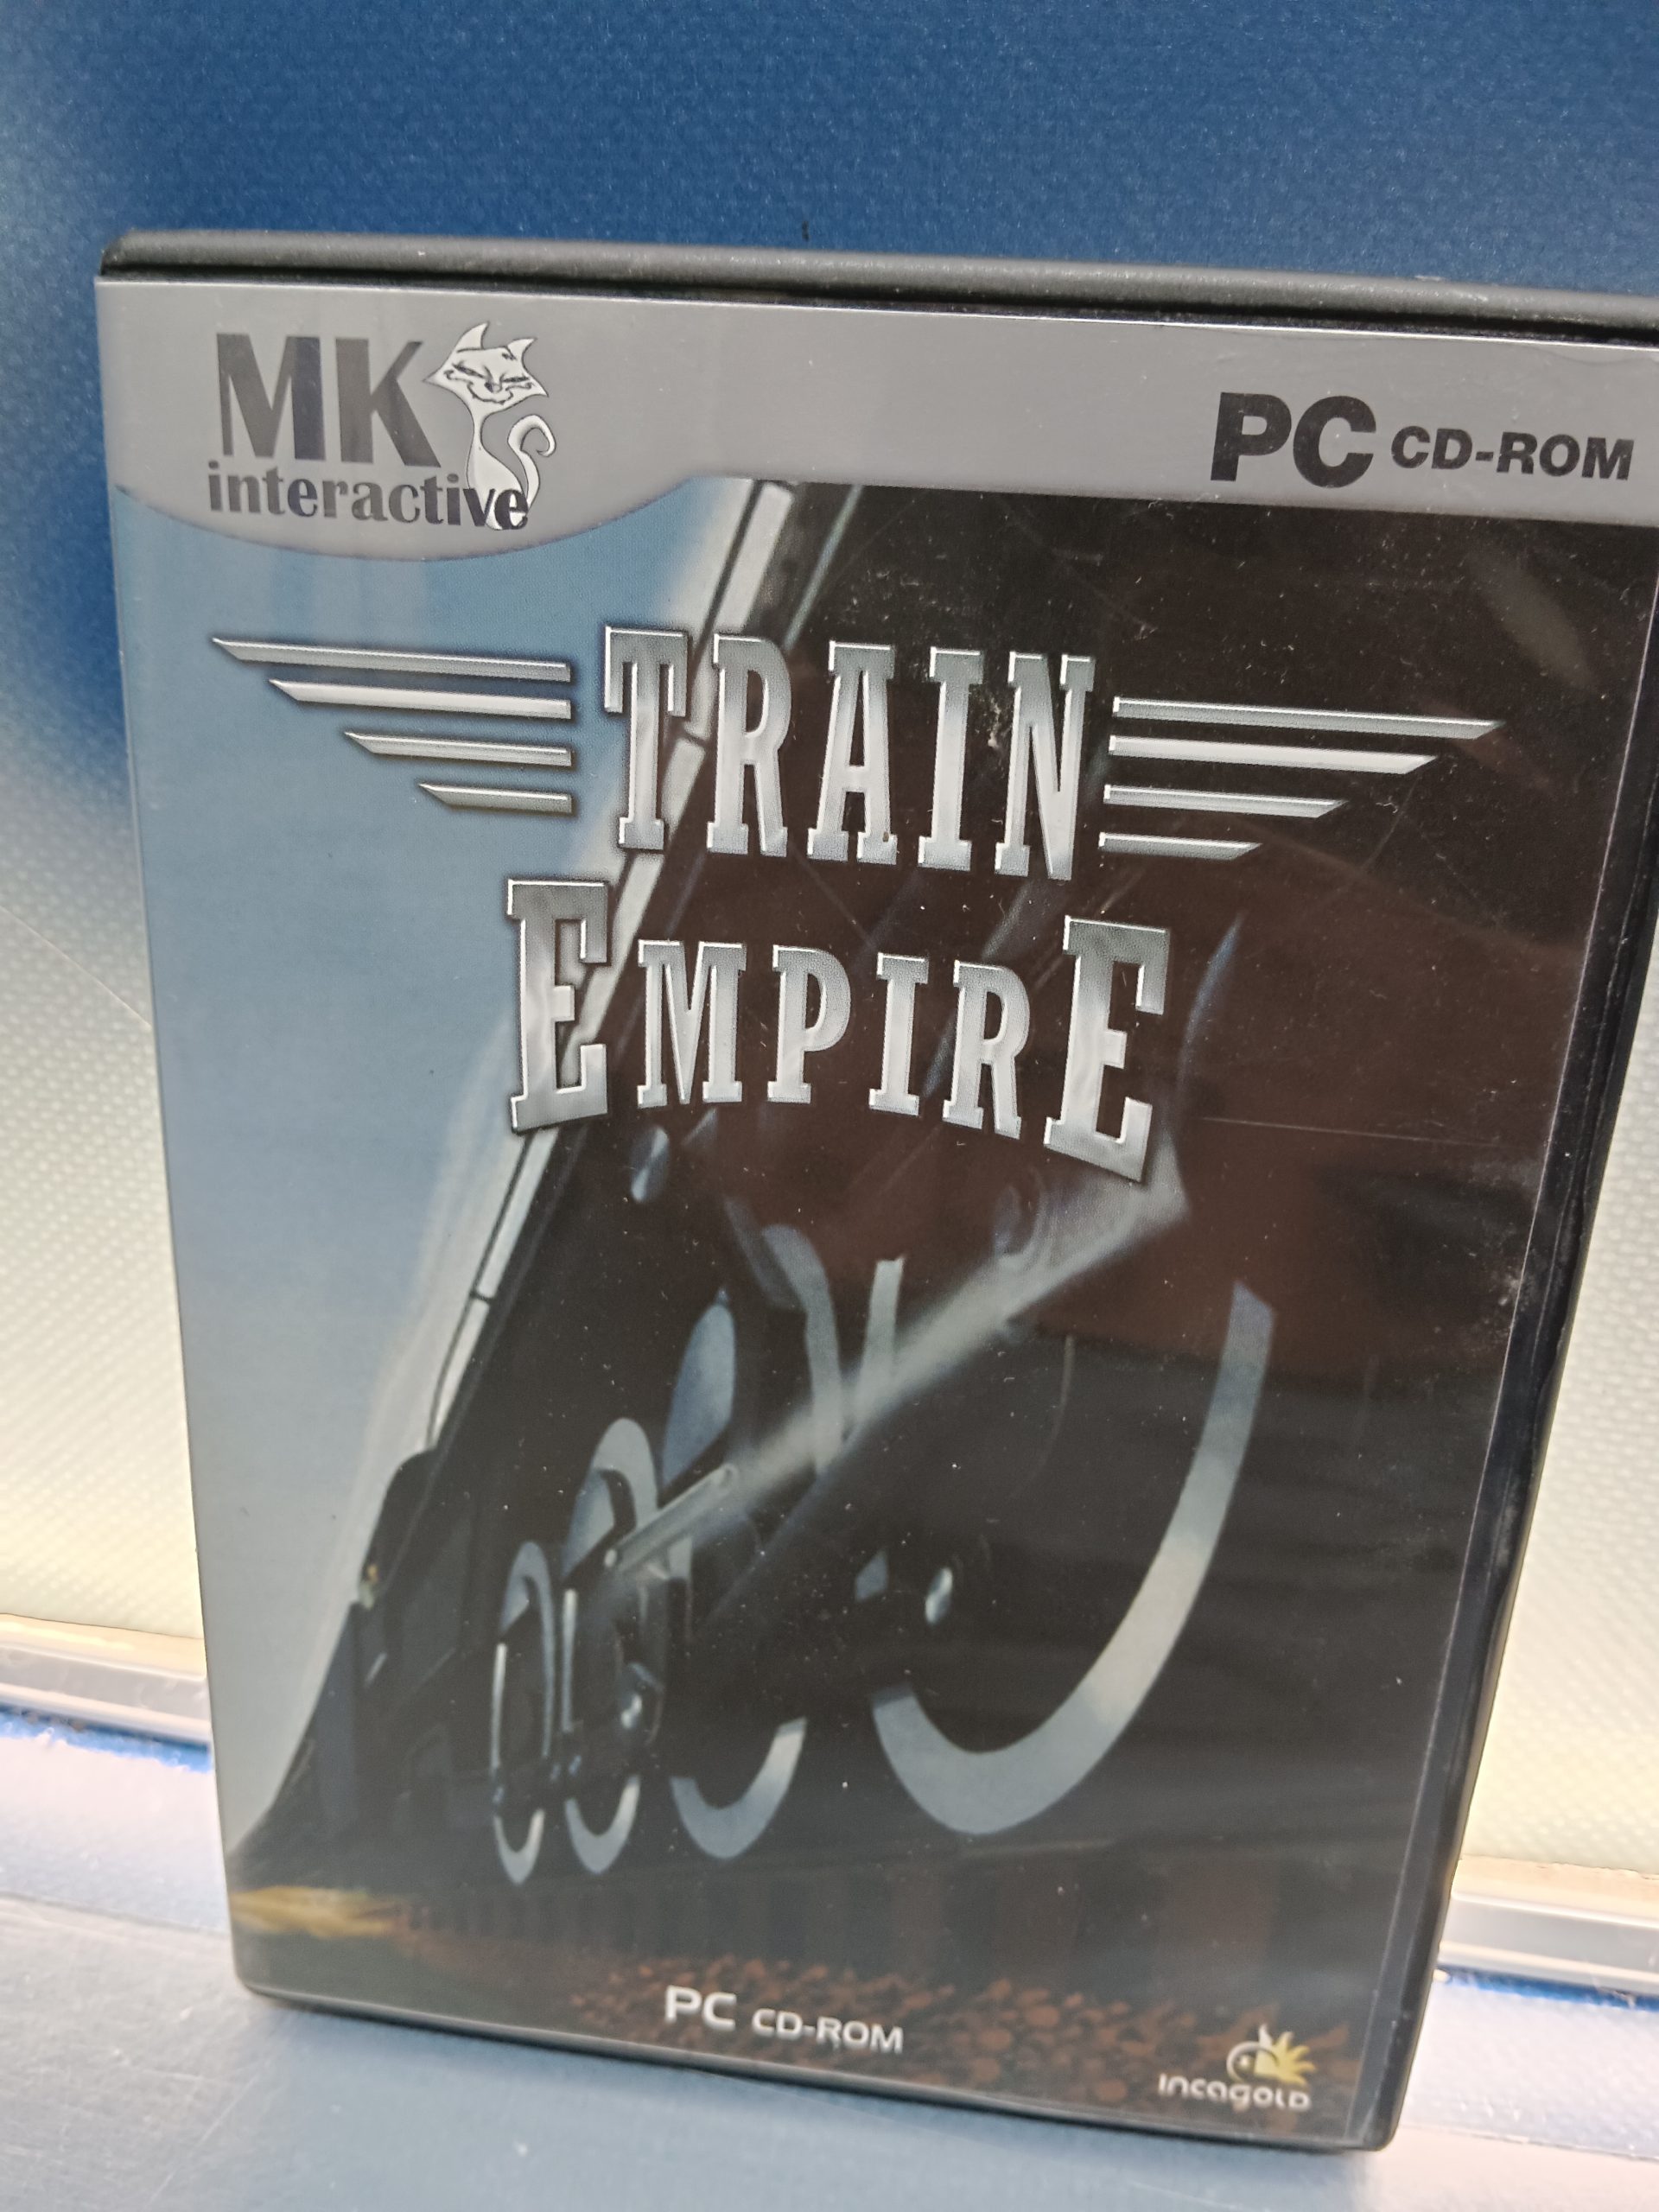 MK
interactive
PC CD-ROM
TRAIN
EMPIRE
PC CD-ROM
incagold